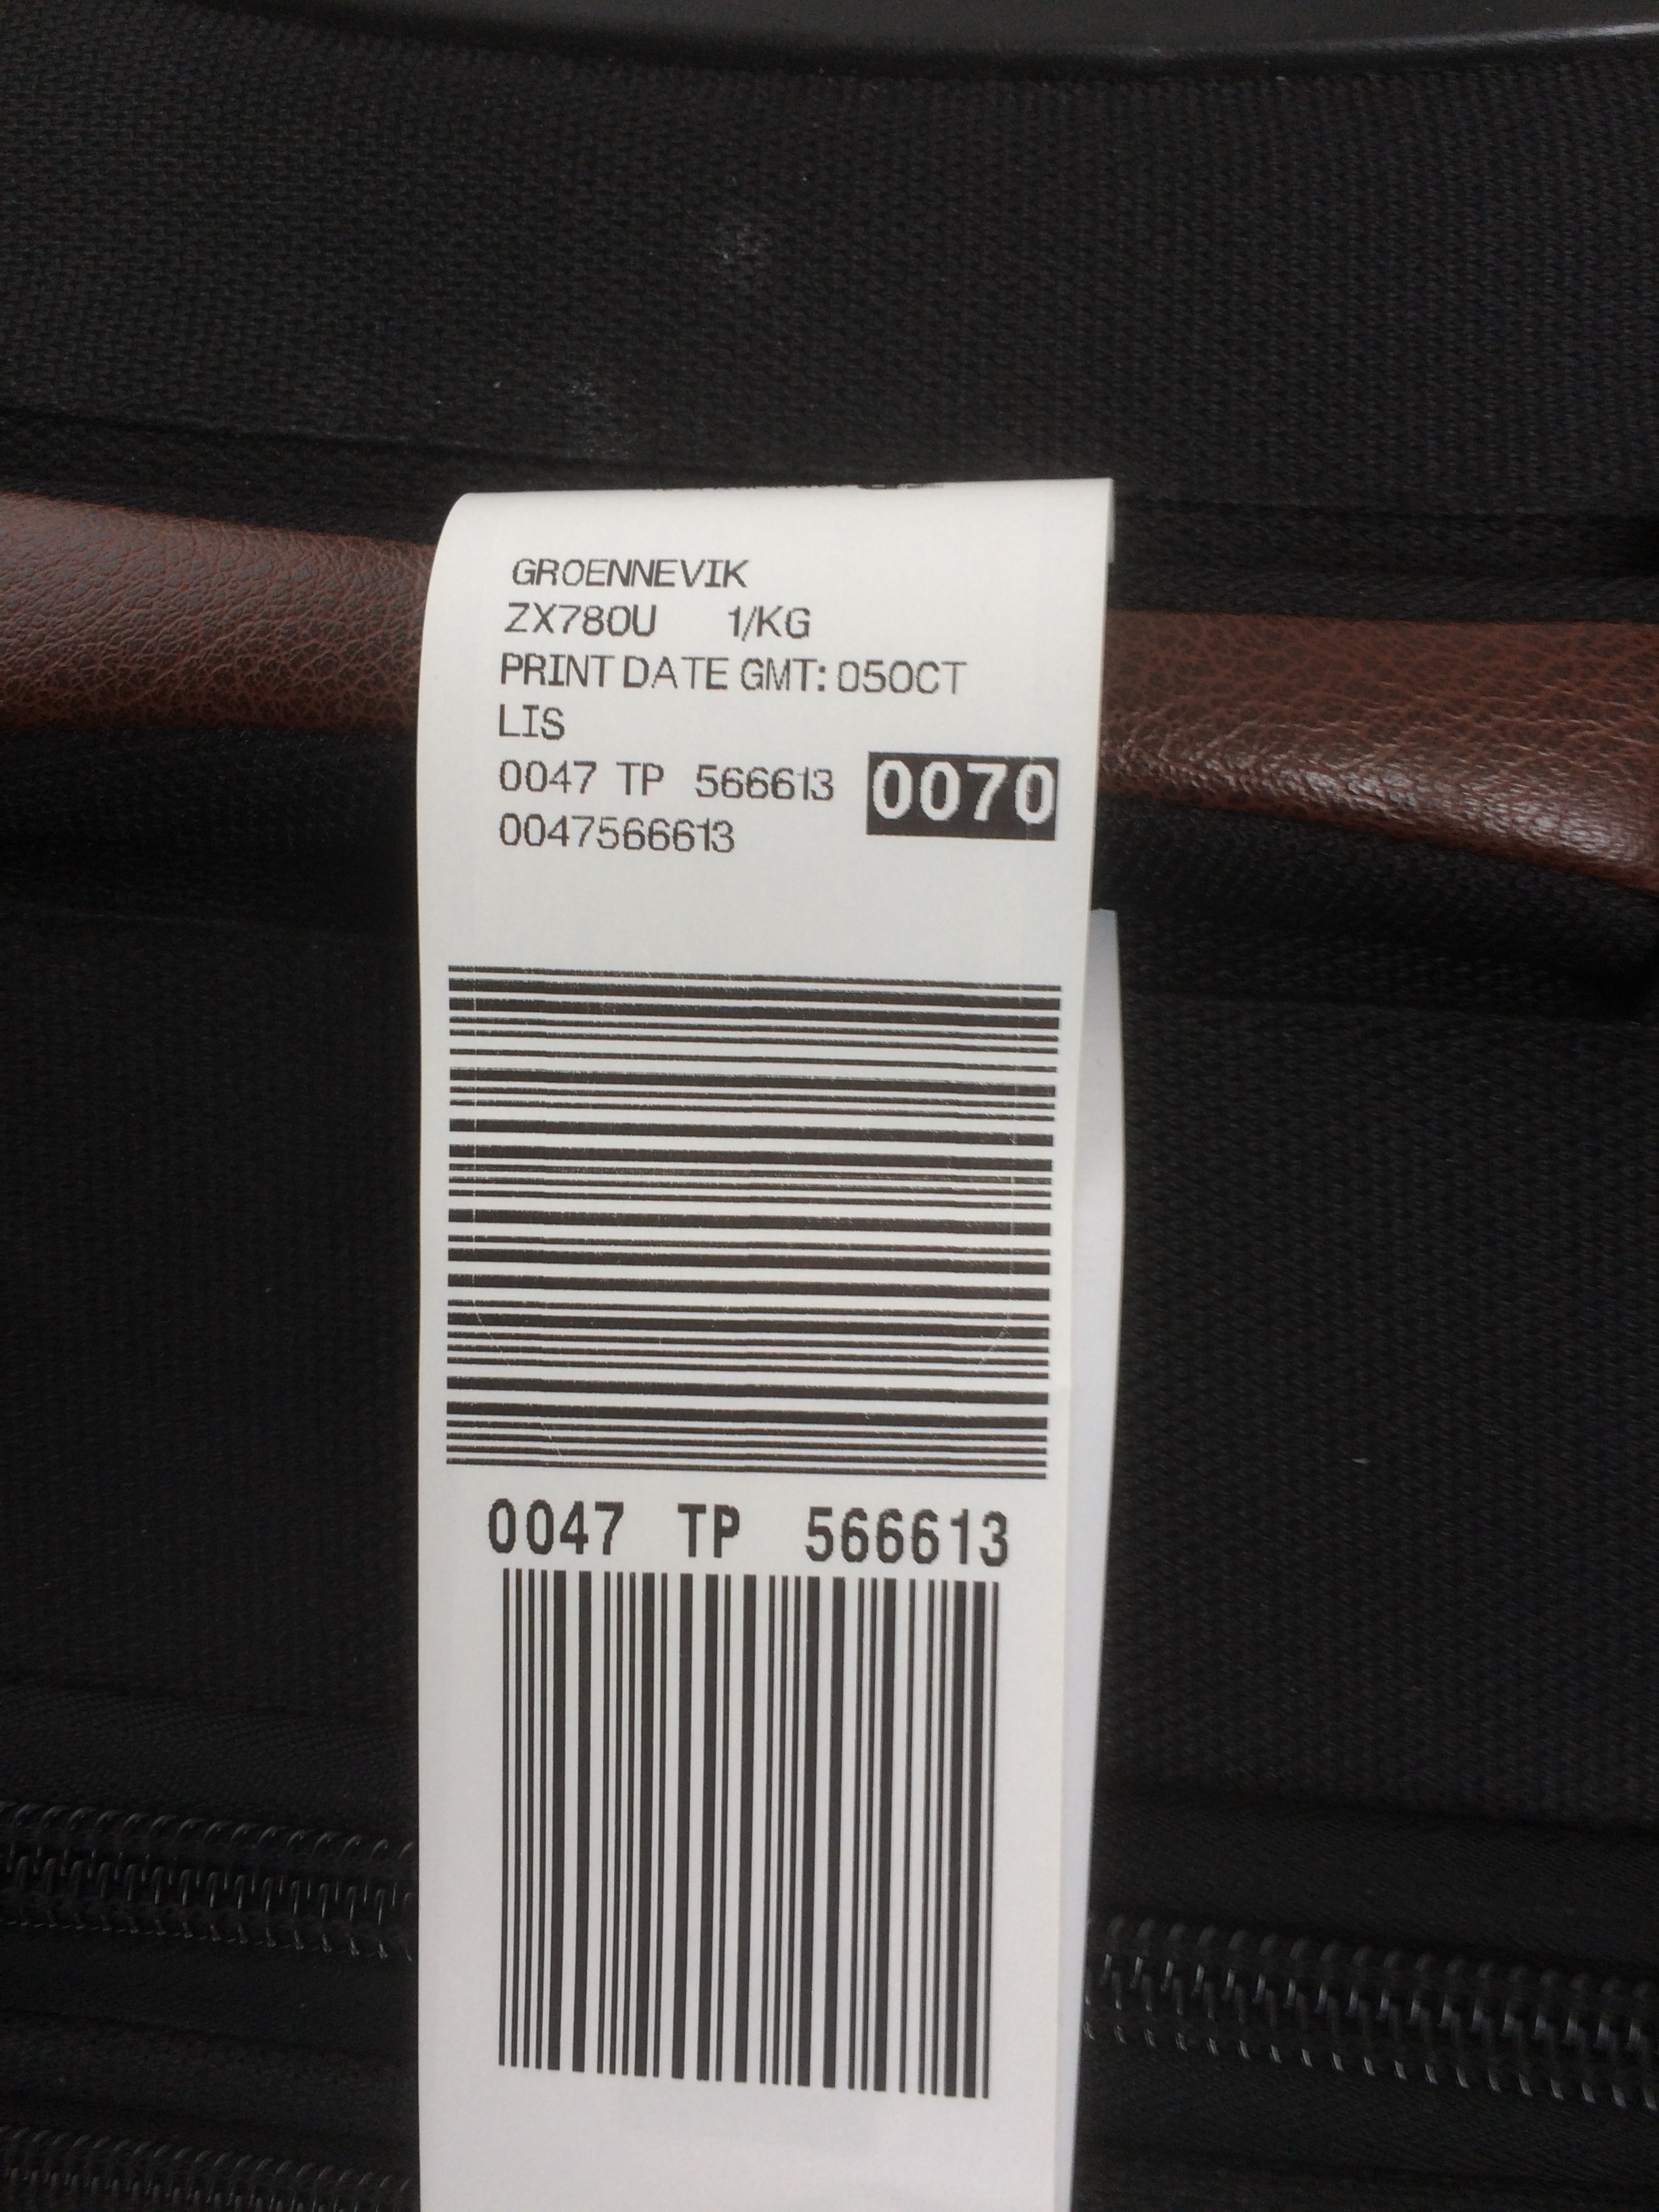 GROENNEVIK
ZX780U 1/KG
PRINT DATE GMT: 05OCT
LIS
0047 TP 566613 0070
0047566613
0047 TP 566613